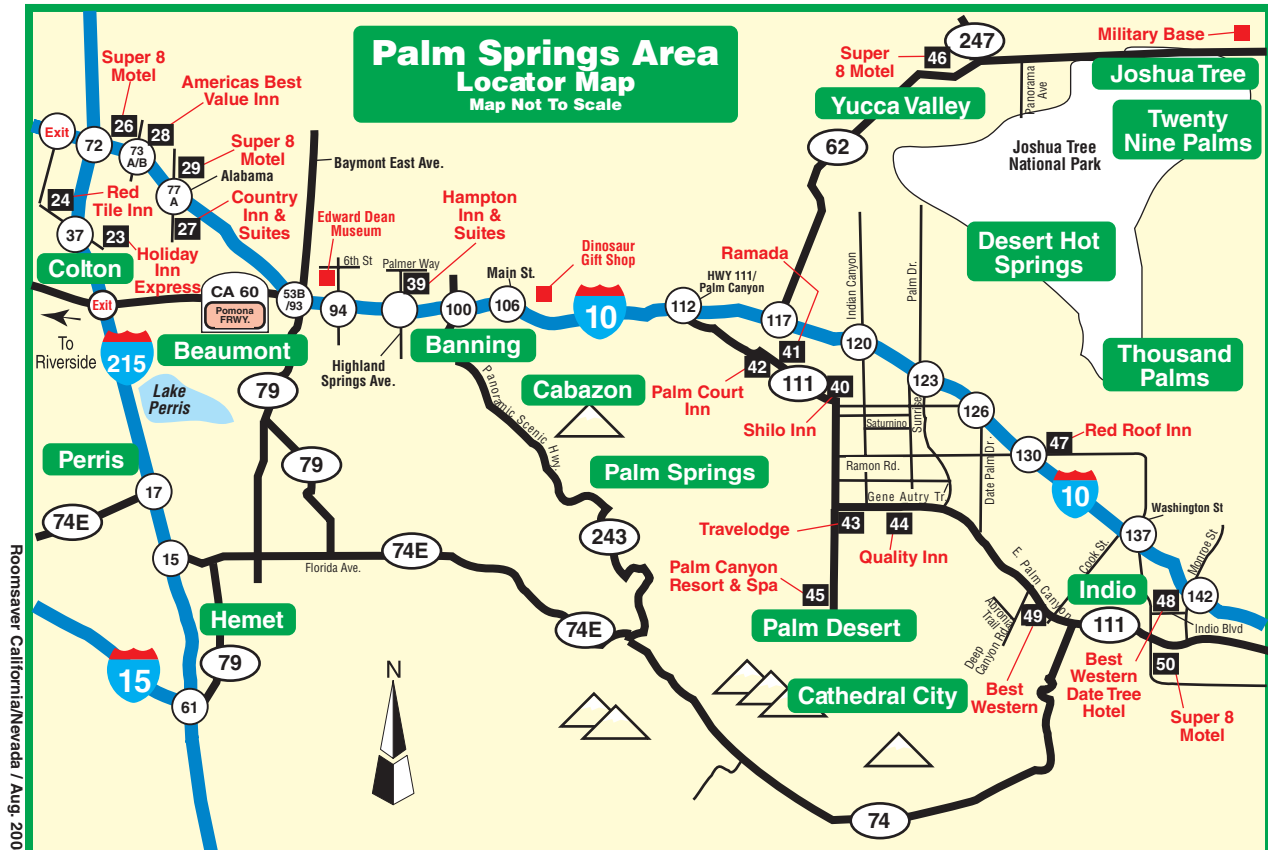 Palm Springs Area
Locator Map
Map Not To Scale
247
Military Base
Super
8 Motel
46
Joshua Tree
Panorama
Ave
Yucca Valley
Twenty
Nine Palms
62
Joshua Tree
National Park
Super 8
Motel
Americas Best
Value Inn
26
28
Exit
72
73
A/B
29
Super 8
Motel
Baymont East Ave.
77
A
Alabama
24
Red
Tile Inn
27
Country
Inn &
Suites
37
23
Holiday
Inn
Express
Colton
Edward Dean
Museum
Hampton
Inn &
Suites
6th St
Palmer Way
39
Main St.
Dinosaur
Gift Shop
Ramada
HWY 111/
Palm Canyon
Indian Canyon
Palm Dr.
Desert Hot
Springs
Exit
CA 60
Pomona
FRWY.
53B
/93
94
100
106
10
112
117
120
To
Riverside
215
Beaumont
Highland
Springs Ave.
Banning
41
42
Palm Court
Inn
111
40
Shilo Inn
123
126
Thousand
Palms
Lake
Perris
79
Cabazon
Panoramic Scenic Hwy.
Saturnino
Sunrise
Date Palm Dr.
47
Red Roof Inn
130
Perris
79
Palm Springs
Ramon Rd.
Gene Autry Tr.
10
17
74E
Travelodge
43
44
Quality Inn
Washington St
137
243
15
74E
Florida Ave.
Palm Canyon
Resort & Spa
45
E. Palm Canyon
Cook St.
Monroe St
Indio
48
142
Hemet
74E
Palm Desert
Abronia
Trail
Deep
Canyon Rd.
49
111
Indio Blvd
79
15
N
Cathedral City
Best
Western
Best
Western
Date Tree
Hotel
50
Super 8
Motel
61
74
Roomsaver California/Nevada / Aug. 200